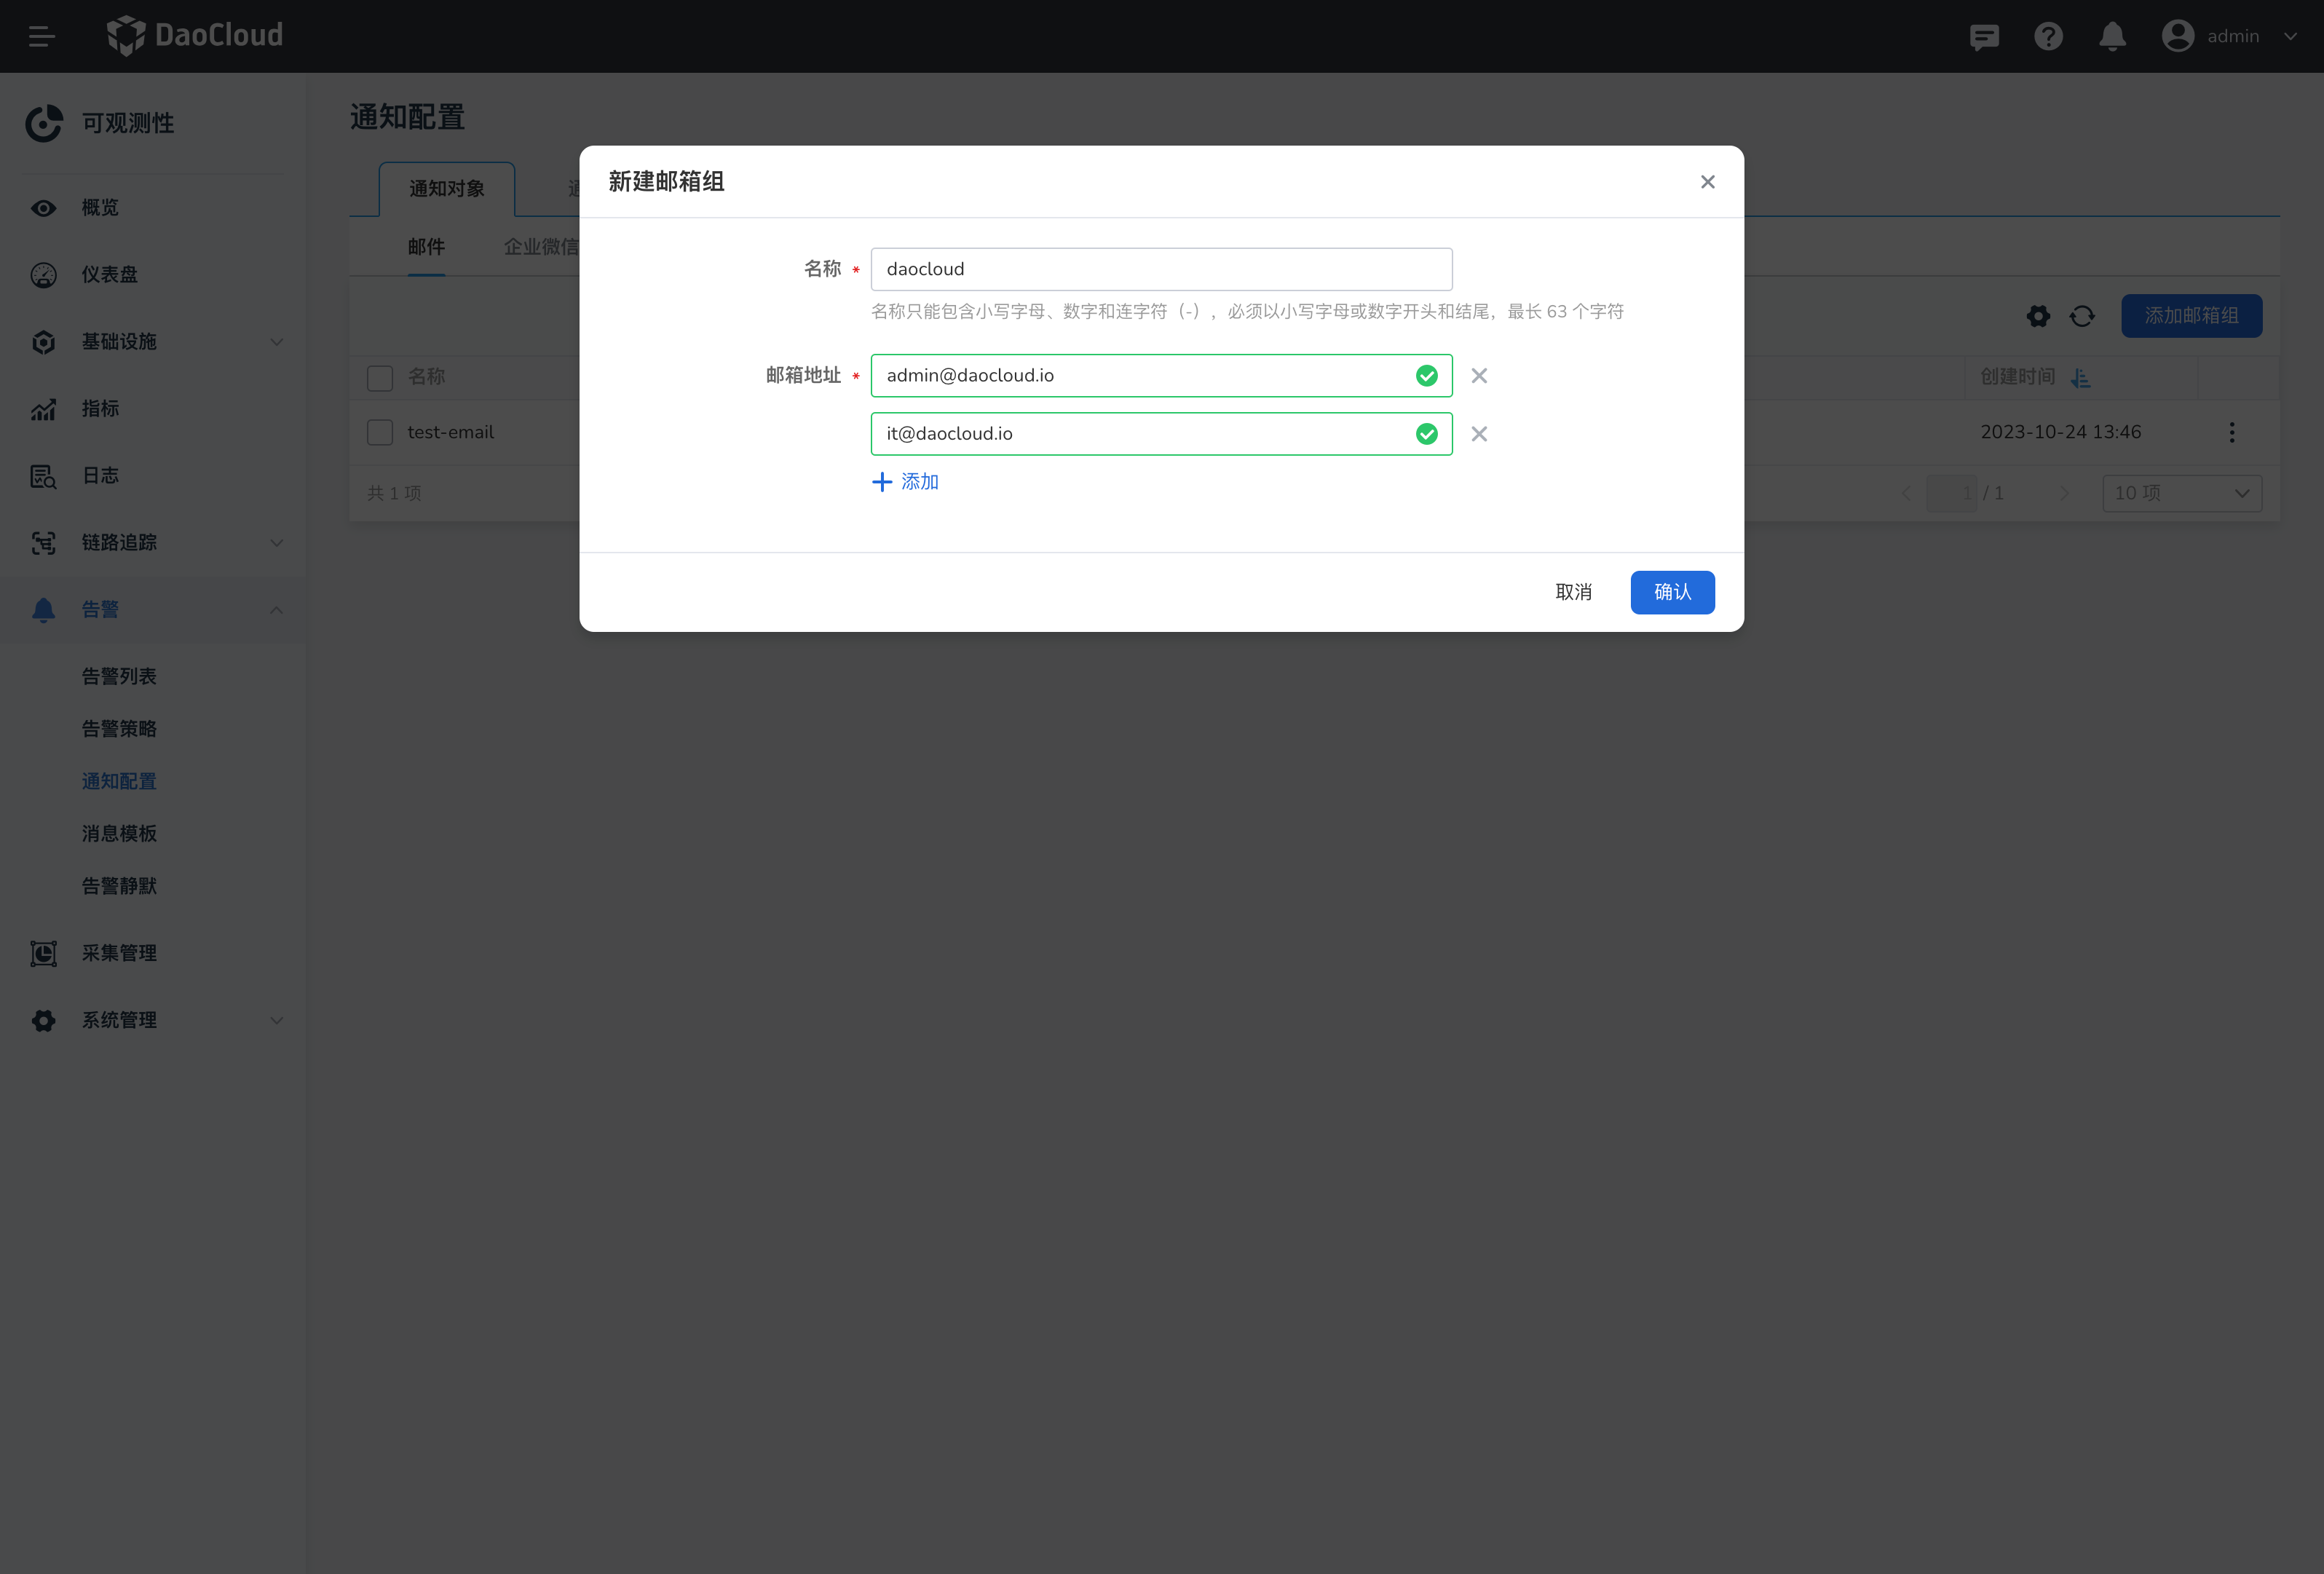 DaoCloud
admin
可观测性
概览
仪表盘
基础设施
指标
日志
链路追踪
告警
告警列表
告警策略
通知配置
消息模板
告警静默
采集管理
系统管理
通知配置
通知对象
邮件
企业微信
添加邮箱组
名称
创建时间
test-email
2023-10-24 13:46
共 1 项
1 / 1
10 项
新建邮箱组
名称 *
daocloud
名称只能包含小写字母、数字和连字符（-），必须以小写字母或数字开头和结尾，最长 63 个字符
邮箱地址 *
admin@daocloud.io
it@daocloud.io
添加
取消
确认